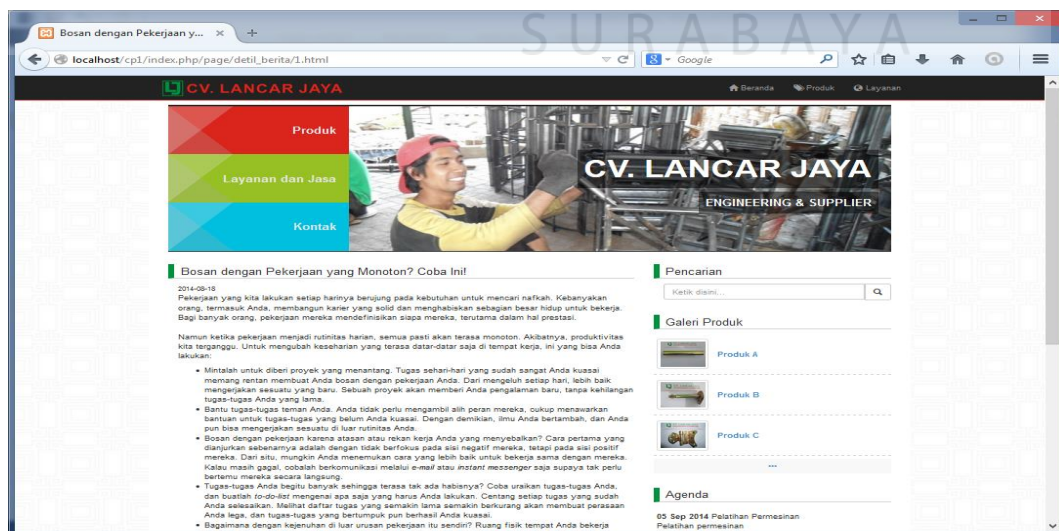 SURABAYA
Bosan dengan Pekerjaan y...
localhost/cp1/index.php/page/detil_berita/1.html
Google
CV. LANCAR JAYA
Beranda Produk Layanan
Produk
Layanan dan Jasa
Kontak
CV. LANCAR JAYA
ENGINEERING & SUPPLIER
Bosan dengan Pekerjaan yang Monoton? Coba Ini!
2014-08-18
Pekerjaan yang kita lakukan setiap harinya berujung pada kebutuhan untuk mencari nafkah. Kebanyakan
orang, termasuk Anda, membangun karier yang solid dan menghabiskan sebagian besar hidup untuk bekerja.
Bagi banyak orang, pekerjaan mereka mendefinisikan siapa mereka, terutama dalam hal prestasi.
Namun ketika pekerjaan menjadi rutinitas harian, semua pasti akan terasa monoton. Akibatnya, produktivitas
kita terganggu. Untuk mengubah keseharian yang terasa datar-datar saja di tempat kerja, ini yang bisa Anda
lakukan:
• Mintalah untuk diberi proyek yang menantang. Tugas sehari-hari yang sudah sangat Anda kuasai
memang rentan membuat Anda bosan dengan pekerjaan Anda. Dari mengeluh setiap hari, lebih baik
mengerjakan sesuatu yang baru. Sebuah proyek akan memberi Anda pengalaman baru, tanpa kehilangan
tugas-tugas Anda yang lama.
• Bantu tugas-tugas teman Anda. Anda tidak perlu mengambil alih peran mereka, cukup menawarkan
bantuan untuk tugas-tugas yang belum Anda kuasai. Dengan demikian, ilmu Anda bertambah, dan Anda
pun bisa mengerjakan sesuatu di luar rutinitas Anda.
• Bosan dengan pekerjaan karena atasan atau rekan kerja Anda yang menyebalkan? Cara pertama yang
dianjurkan sebenarnya adalah dengan tidak berfokus pada sisi negatif mereka, tetapi pada sisi positif
mereka. Dari situ, mungkin Anda menemukan cara yang lebih baik untuk bekerja sama dengan mereka.
Kalau masih gagal, cobalah berkomunikasi melalui e-mail atau instant messenger saja supaya tak perlu
bertemu mereka secara langsung.
• Tugas-tugas Anda begitu banyak sehingga terasa tak ada habisnya? Coba uraikan tugas-tugas Anda,
dan buatlah to-do-list mengenai apa saja yang harus Anda lakukan. Centang setiap tugas yang sudah
Anda selesaikan. Melihat daftar tugas yang semakin lama semakin berkurang akan membuat perasaan
Anda lega, dan tugas-tugas yang bertumpuk pun berhasil Anda kuasai.
• Bagaimana dengan kejenuhan di luar urusan pekerjaan itu sendiri? Ruang fisik tempat Anda bekerja
Pencarian
Ketik disini...
Galeri Produk
Produk A
Produk B
Produk C
...
Agenda
05 Sep 2014 Pelatihan Permesinan
Pelatihan permesinan